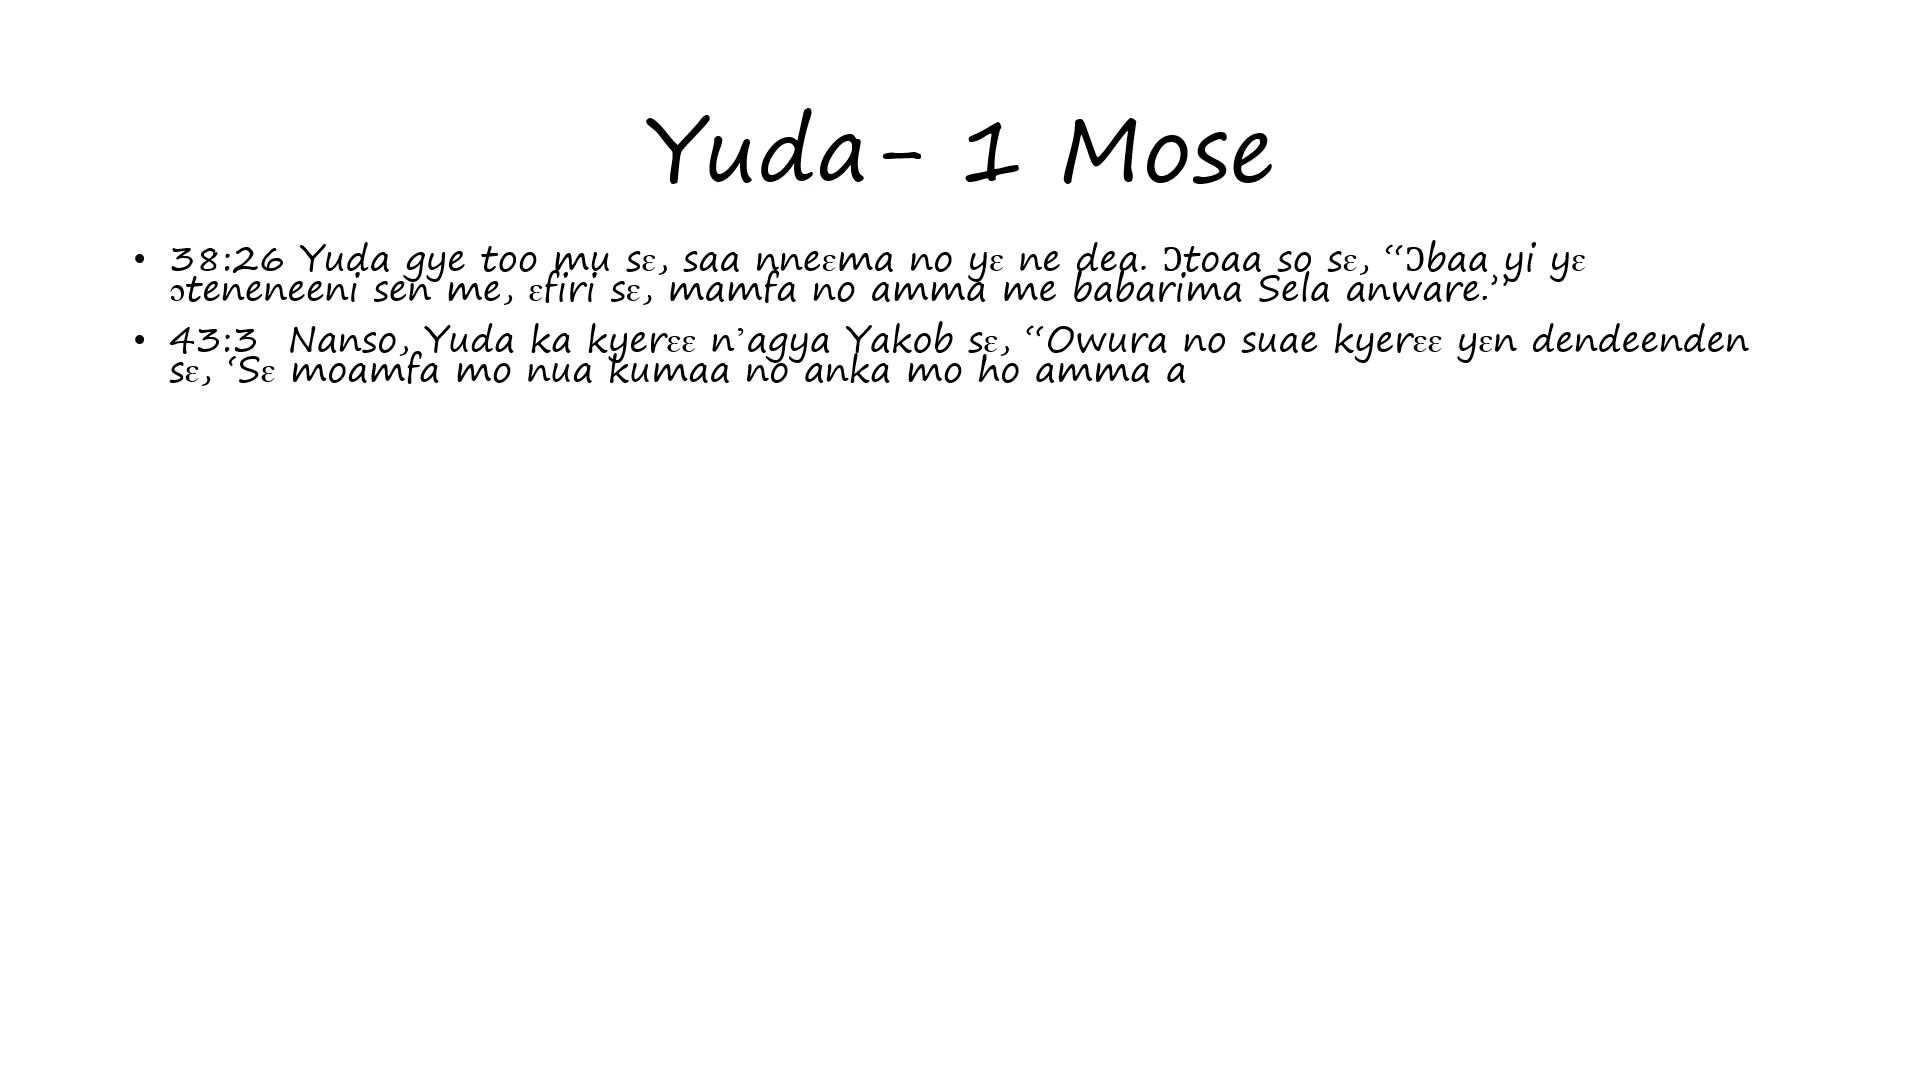 Yuda- 1 Mose
• 38:26 Yuda gye too mu sɛ, saa nneɛma no yɛ ne dea. Ɔtoaa so sɛ, “Ɔbaa yi yɛ
ɔteneneeni sen me, ɛfiri sɛ, mamfa no amma me babarima Sela anware.”
• 43:3  Nanso, Yuda ka kyerɛɛ n’agya Yakob sɛ, “Owura no suae kyerɛɛ yɛn dendeenden
sɛ, ‘Sɛ moamfa mo nua kumaa no anka mo ho amma a